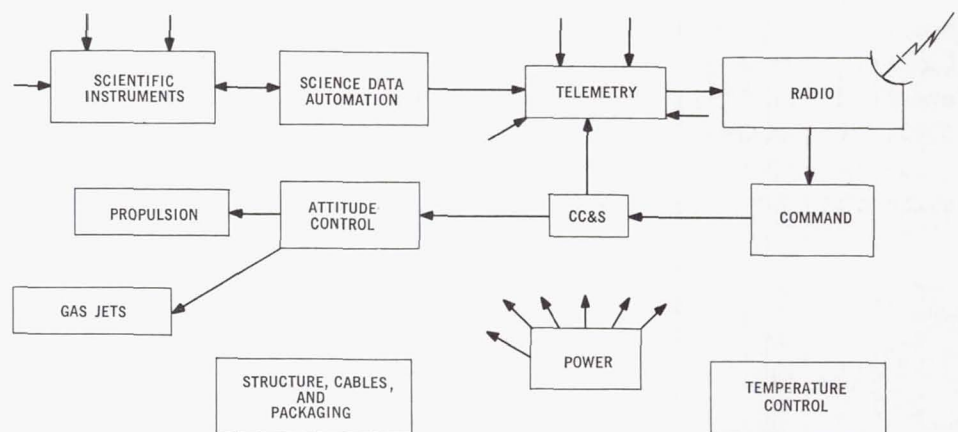 SCIENTIFIC
INSTRUMENTS
SCIENCE DATA
AUTOMATION
TELEMETRY
RADIO
PROPULSION
ATTITUDE
CONTROL
CC&S
COMMAND
GAS JETS
POWER
STRUCTURE, CABLES,
AND
PACKAGING
TEMPERATURE
CONTROL